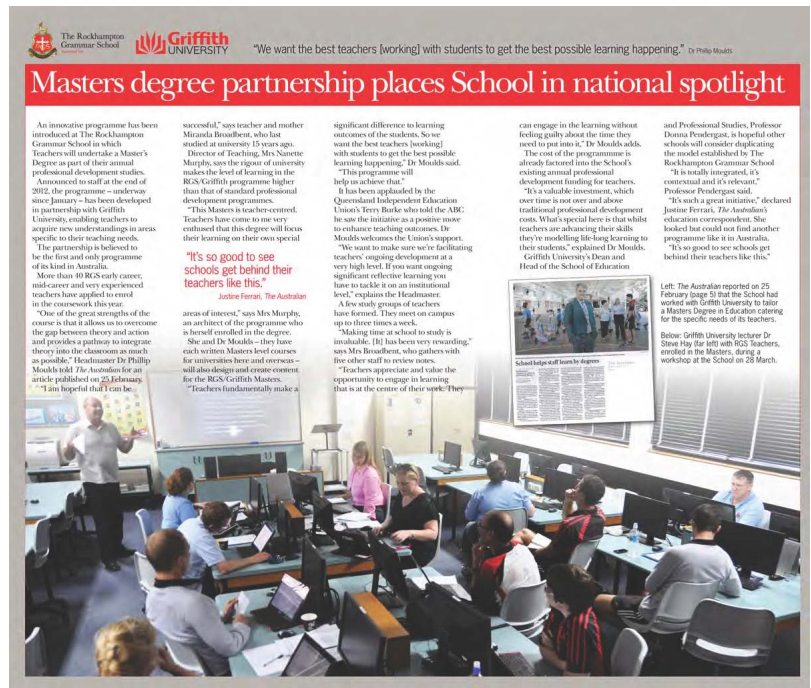 The Rockhampton
Grammar School
Griffith
UNIVERSITY
“We want the best teachers [working] with students to get the best possible learning happening.” Dr Phillip Moulds
Masters degree partnership places School in national spotlight
An innovative programme has been
introduced at The Rockhampton
Grammar School in which
Teachers will undertake a Master's
Degree as part of their annual
professional development studies.
Announced to staff at the end of
2012, the programme – underway
since January – has been developed
in partnership with Griffith
University, enabling teachers to
acquire new understandings in areas
specific to their teaching needs.
The partnership is believed to
be the first and only programme
of its kind in Australia.
More than 40 RGS early career,
mid-career and very experienced
teachers have applied to enrol
in the coursework this year.
“One of the great strengths of the
course is that it allows us to overcome
the gap between theory and action
and provides a pathway to integrate
theory into the classroom as much
as possible,” Headmaster Dr Phillip
Moulds told The Australian for an
article published on 25 February.
“I am hopeful that I can be
successful,” says teacher and mother
Miranda Broadbent, who last
studied at university 15 years ago.
Director of Teaching, Mrs Nanette
Murphy, says the rigour of university
makes the level of learning in the
RGS/Griffith programme higher
than that of standard professional
development programmes.
“This Masters is teacher-centred.
Teachers have come to me very
enthused that this degree will focus
their learning on their own special
“It's so good to see
schools get behind their
teachers like this.”
Justine Ferrari, The Australian
areas of interest,” says Mrs Murphy,
an architect of the programme who
is herself enrolled in the degree.
She and Dr Moulds – they have
each written Masters level courses
for universities here and overseas –
will also design and create content
for the RGS/Griffith Masters.
“Teachers fundamentally make a
significant difference to learning
outcomes of the students. So we
want the best teachers [working]
with students to get the best possible
learning happening,” Dr Moulds said.
“This programme will
help us achieve that.”
It has been applauded by the
Queensland Independent Education
Union's Terry Burke who told the ABC
he saw the initiative as a positive move
to enhance teaching outcomes. Dr
Moulds welcomes the Union's support.
“We want to make sure we're facilitating
teachers' ongoing development at a
very high level. If you want ongoing
significant reflective learning you
have to tackle it on an institutional
level,” explains the Headmaster.
A few study groups of teachers
have formed. They meet on campus
up to three times a week.
“Making time at school to study is
invaluable. [It] has been very rewarding,”
says Mrs Broadbent, who gathers with
five other staff to review notes.
“Teachers appreciate and value the
opportunity to engage in learning
that is at the centre of their work. They
can engage in the learning without
feeling guilty about the time they
need to put into it,” Dr Moulds adds.
The cost of the programmme is
already factored into the School's
existing annual professional
development funding for teachers.
“It's a valuable investment, which
over time is not over and above
traditional professional development
costs. What's special here is that whilst
teachers are advancing their skills
they're modelling life-long learning to
their students,” explained Dr Moulds.
Griffith University's Dean and
Head of the School of Education
and Professional Studies, Professor
Donna Pendergast, is hopeful other
schools will consider duplicating
the model established by The
Rockhampton Grammar School
“It is totally integrated, it's
contextual and it's relevant,”
Professor Pendergast said.
“It's such a great initiative,” declared
Justine Ferrari, The Australian's
education correspondent. She
looked but could not find another
programme like it in Australia.
“It's so good to see schools get
behind their teachers like this.”
School helps staff learn by degrees
Left: The Australian reported on 25
February (page 5) that the School had
worked with Griffith University to tailor
a Masters Degree in Education catering
for the specific needs of its teachers.
Below: Griffith University lecturer Dr
Steve Hay (far left) with RGS Teachers,
enrolled in the Masters, during a
workshop at the School on 28 March.